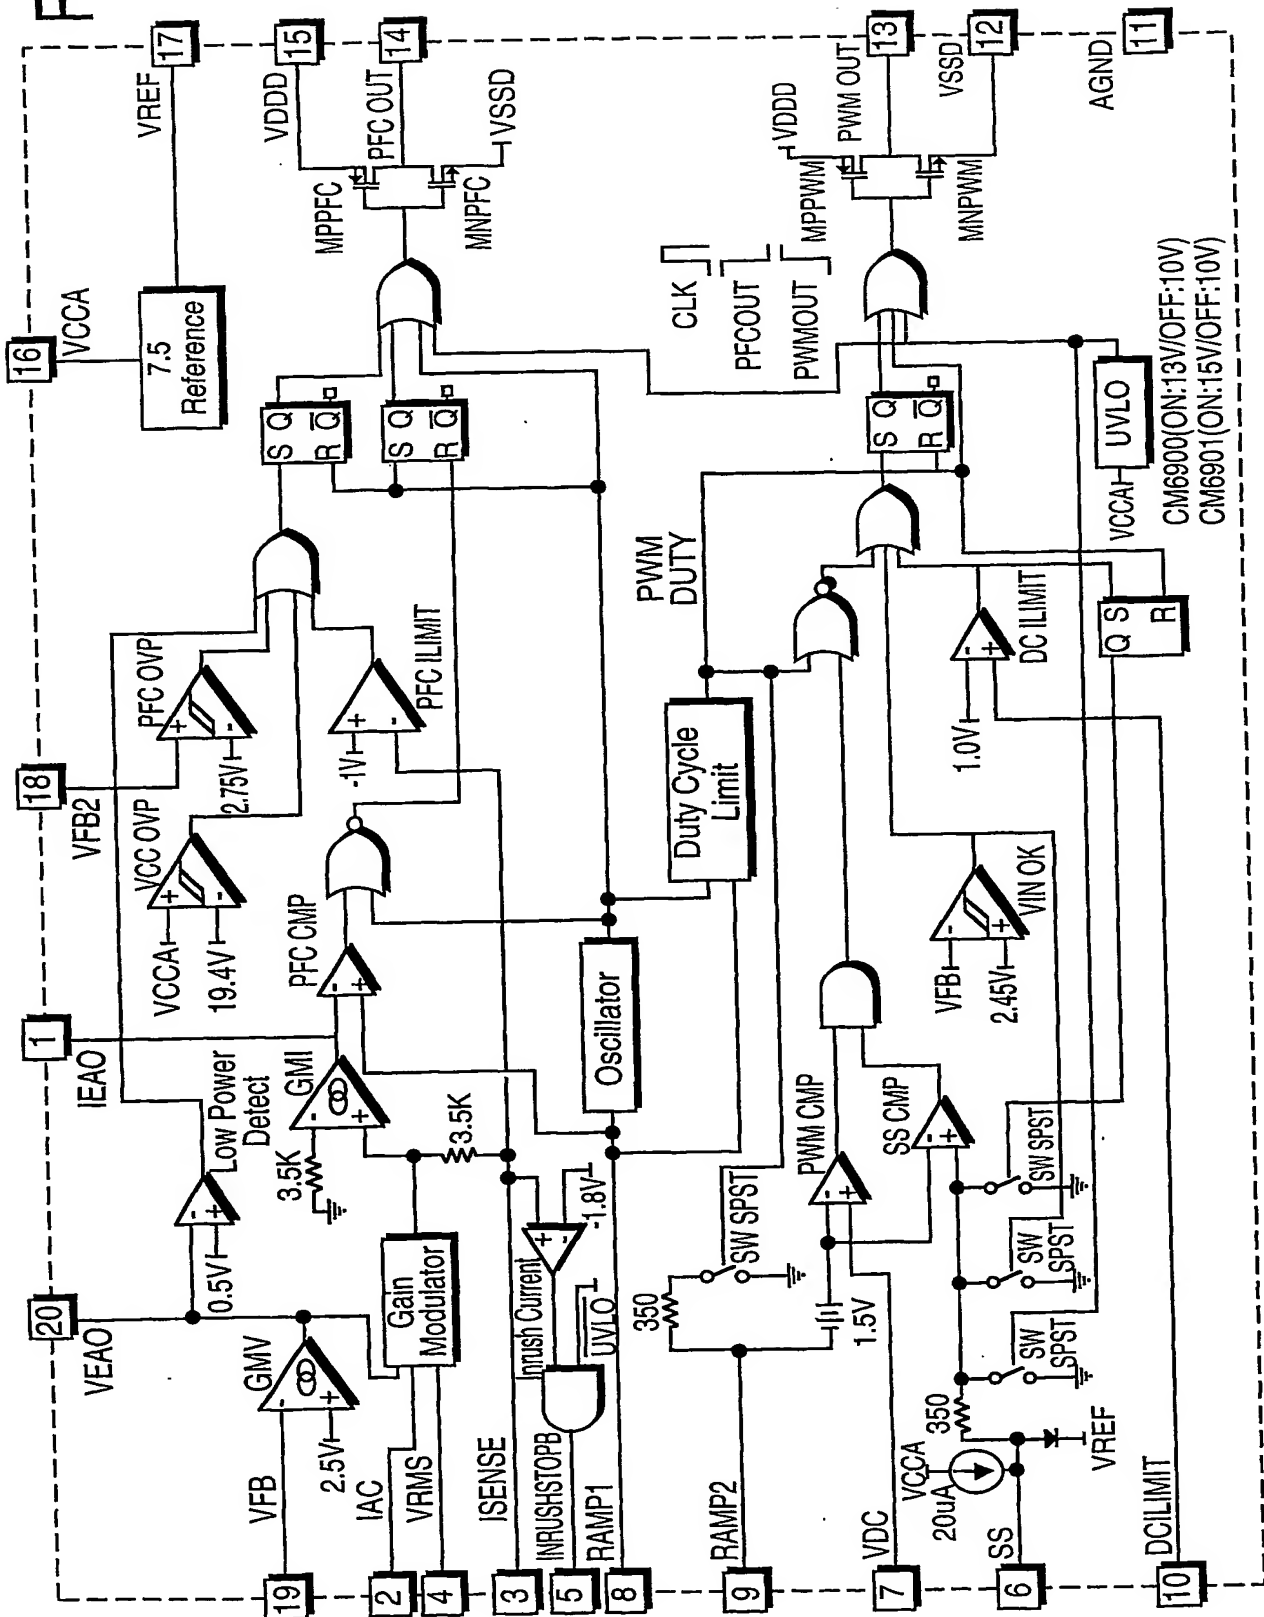 16
VCCA
7.5
Reference
VREF
17
18
VFB2
1
IEAO
20
VEAO
VFB
19
GMV
-
+
2.5V
0.5V
-
+
Low Power
Detect
VCC OVP
VCCA
19.4V
+
-
PFC OVP
2.75V
+
-
3.5K
GMI
-
+
3.5K
PFC CMP
-
+
PFC ILIMIT
-1V
+
-
S Q
R Q
S Q
R Q
VDDD
15
MPPFC
PFC OUT
14
MNPFC
VSSD
IAC
2
VRMS
4
Gain
Modulator
ISENSE
3
INRUSHSTOPB
5
nrush Current
+
-
-1.8V
UVLO
RAMP1
8
Oscillator
Duty Cycle
Limit
PWM
DUTY
CLK
PFCOUT
PWMOUT
RAMP2
9
350
SW SPST
1.5V
VDC
7
PWM CMP
-
+
SS CMP
-
+
VFB
2.45V
-
+
VIN OK
1.0V
-
+
DC ILIMIT
S Q
R Q
VDDD
MPPWM
PWM OUT
13
MNPWM
VSSD
12
AGND
11
VCCA
20uA
SS
6
350
VREF
SW
SPST
SW
SPST
SW SPST
Q S
R
VCCA
UVLO
CM6900(ON:13V/OFF:10V)
CM6901(ON:15V/OFF:10V)
DCILIMIT
10